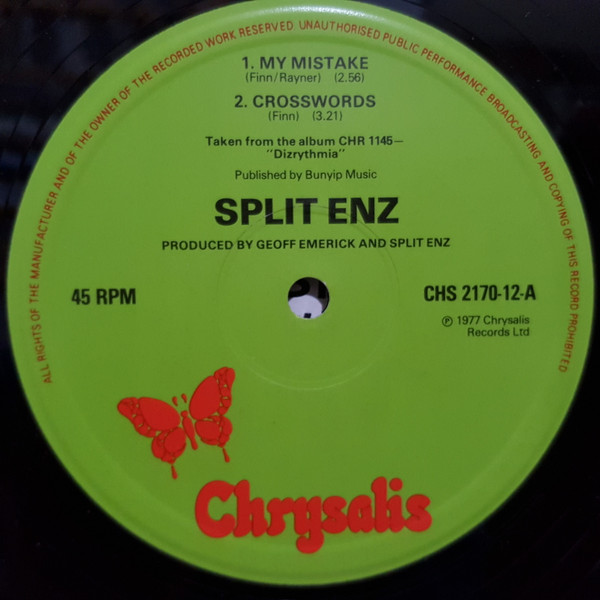 ALL RIGHTS OF THE MANUFACTURER AND OF THE OWNER OF THE RECORDED WORK RESERVED UNAUTHORISED PUBLIC PERFORMANCE BROADCASTING AND COPYING OF THIS RECORD PROHIBITED
1. MY MISTAKE
(Finn/Rayner) (2.56)
2. CROSSWORDS
(Finn) (3.21)
Taken from the album CHR 1145—
"Dizrythmia"
Published by Bunyip Music
SPLIT ENZ
PRODUCED BY GEOFF EMERICK AND SPLIT ENZ
45 RPM
CHS 2170-12-A
℗ 1977 Chrysalis
Records Ltd
Chrysalis